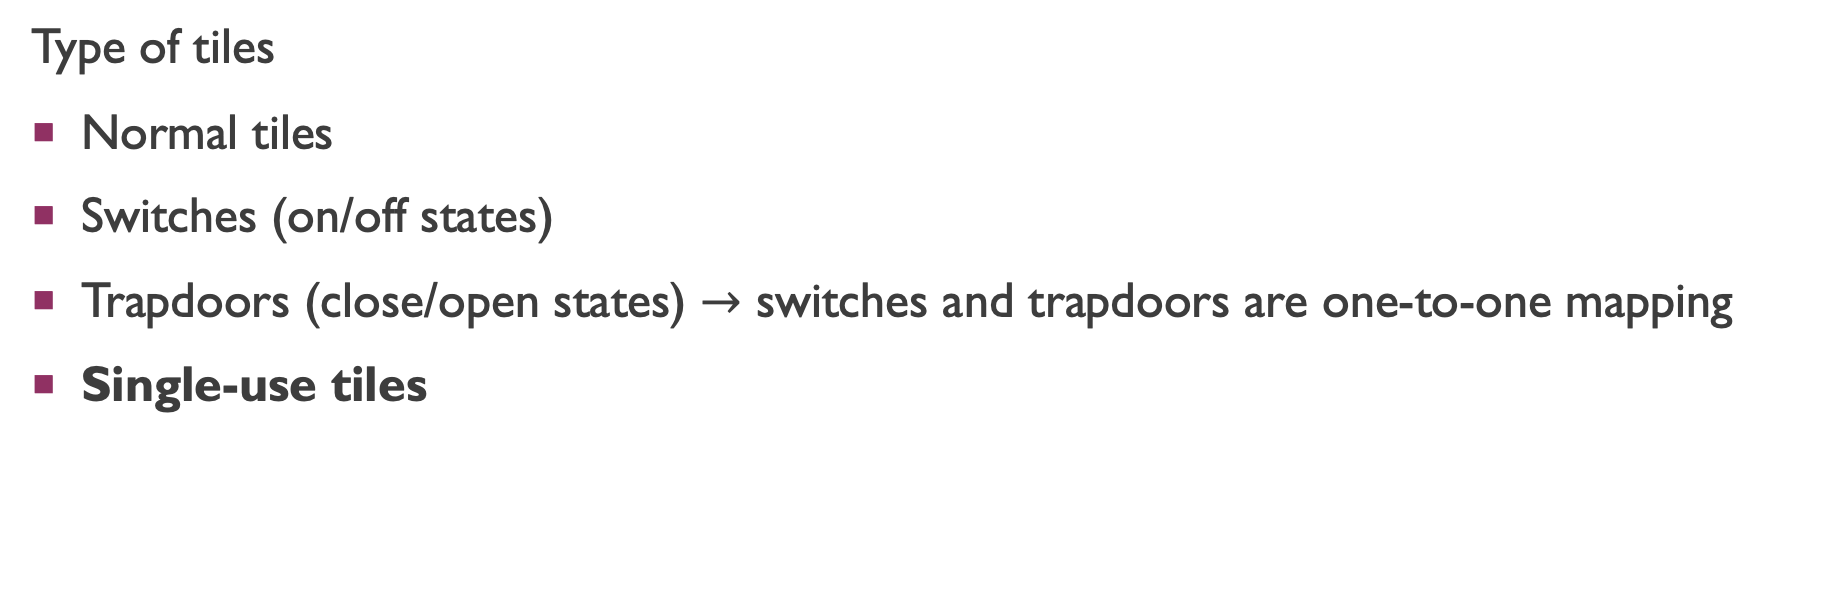 Type of tiles
▪ Normal tiles
▪ Switches (on/off states)
▪ Trapdoors (close/open states) → switches and trapdoors are one-to-one mapping
▪ Single-use tiles